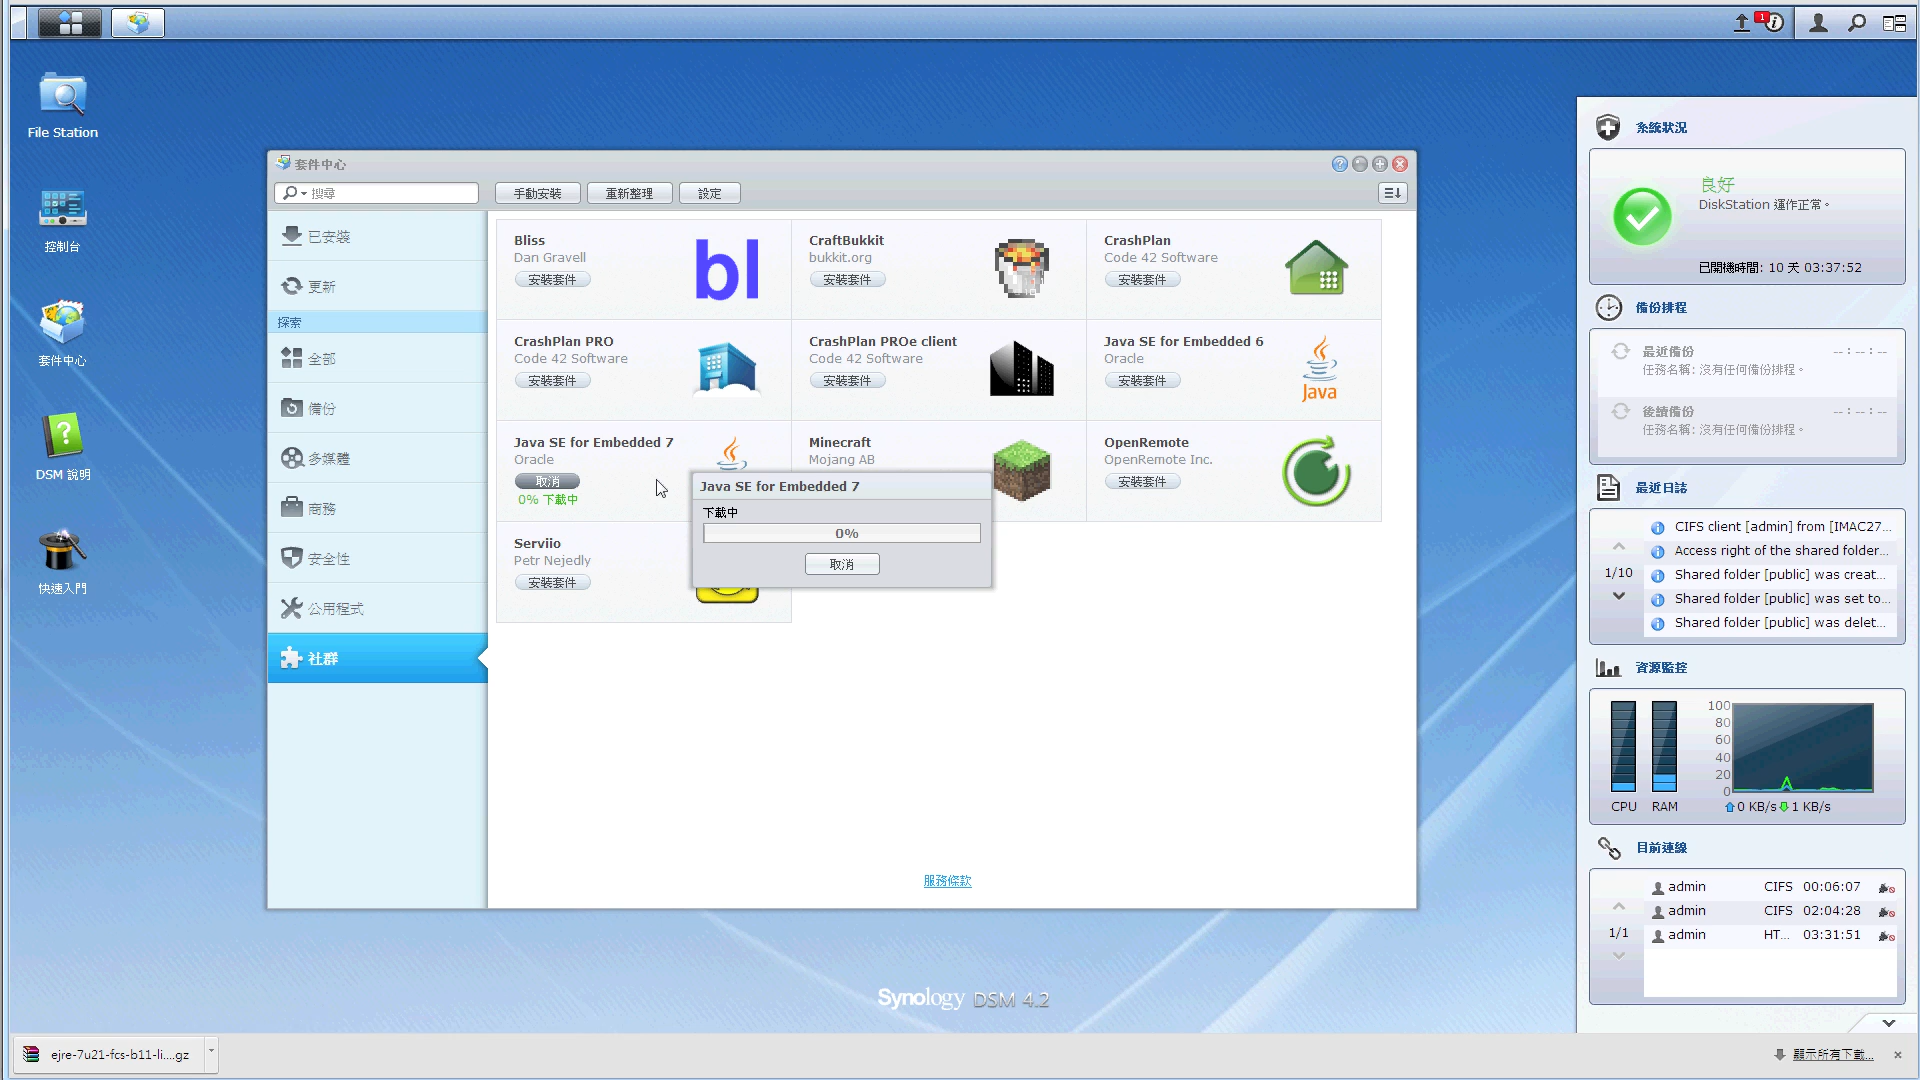 1
File Station
控制台
套件中心
DSM 說明
快速入門
套件中心
搜尋
手動安裝
重新整理
設定
已安裝
更新
探索
全部
備份
多媒體
商務
安全性
公用程式
社群
Bliss
Dan Gravell
安裝套件
CraftBukkit
bukkit.org
安裝套件
CrashPlan
Code 42 Software
安裝套件
CrashPlan PRO
Code 42 Software
安裝套件
CrashPlan PROe client
Code 42 Software
安裝套件
Java SE for Embedded 6
Oracle
安裝套件
Java
Java SE for Embedded 7
Oracle
取消
0% 下載中
Minecraft
Mojang AB
OpenRemote
OpenRemote Inc.
安裝套件
Serviio
Petr Nejedly
安裝套件
bl
Java SE for Embedded 7
下載中
0%
取消
服務條款
Synology DSM 4.2
系統狀況
良好
DiskStation 運作正常。
已開機時間: 10 天 03:37:52
備份排程
最近備份
-- : -- : --
任務名稱: 沒有任何備份排程。
後續備份
-- : -- : --
任務名稱: 沒有任何備份排程。
最近日誌
1/10
CIFS client [admin] from [IMAC27...
Access right of the shared folder...
Shared folder [public] was creat...
Shared folder [public] was set to...
Shared folder [public] was delet...
資源監控
100
80
60
40
20
0
CPU
RAM
0 KB/s
1 KB/s
目前連線
1/1
admin CIFS 00:06:07
admin CIFS 02:04:28
admin HT... 03:31:51
ejre-7u21-fcs-b11-li....gz
顯示所有下載...